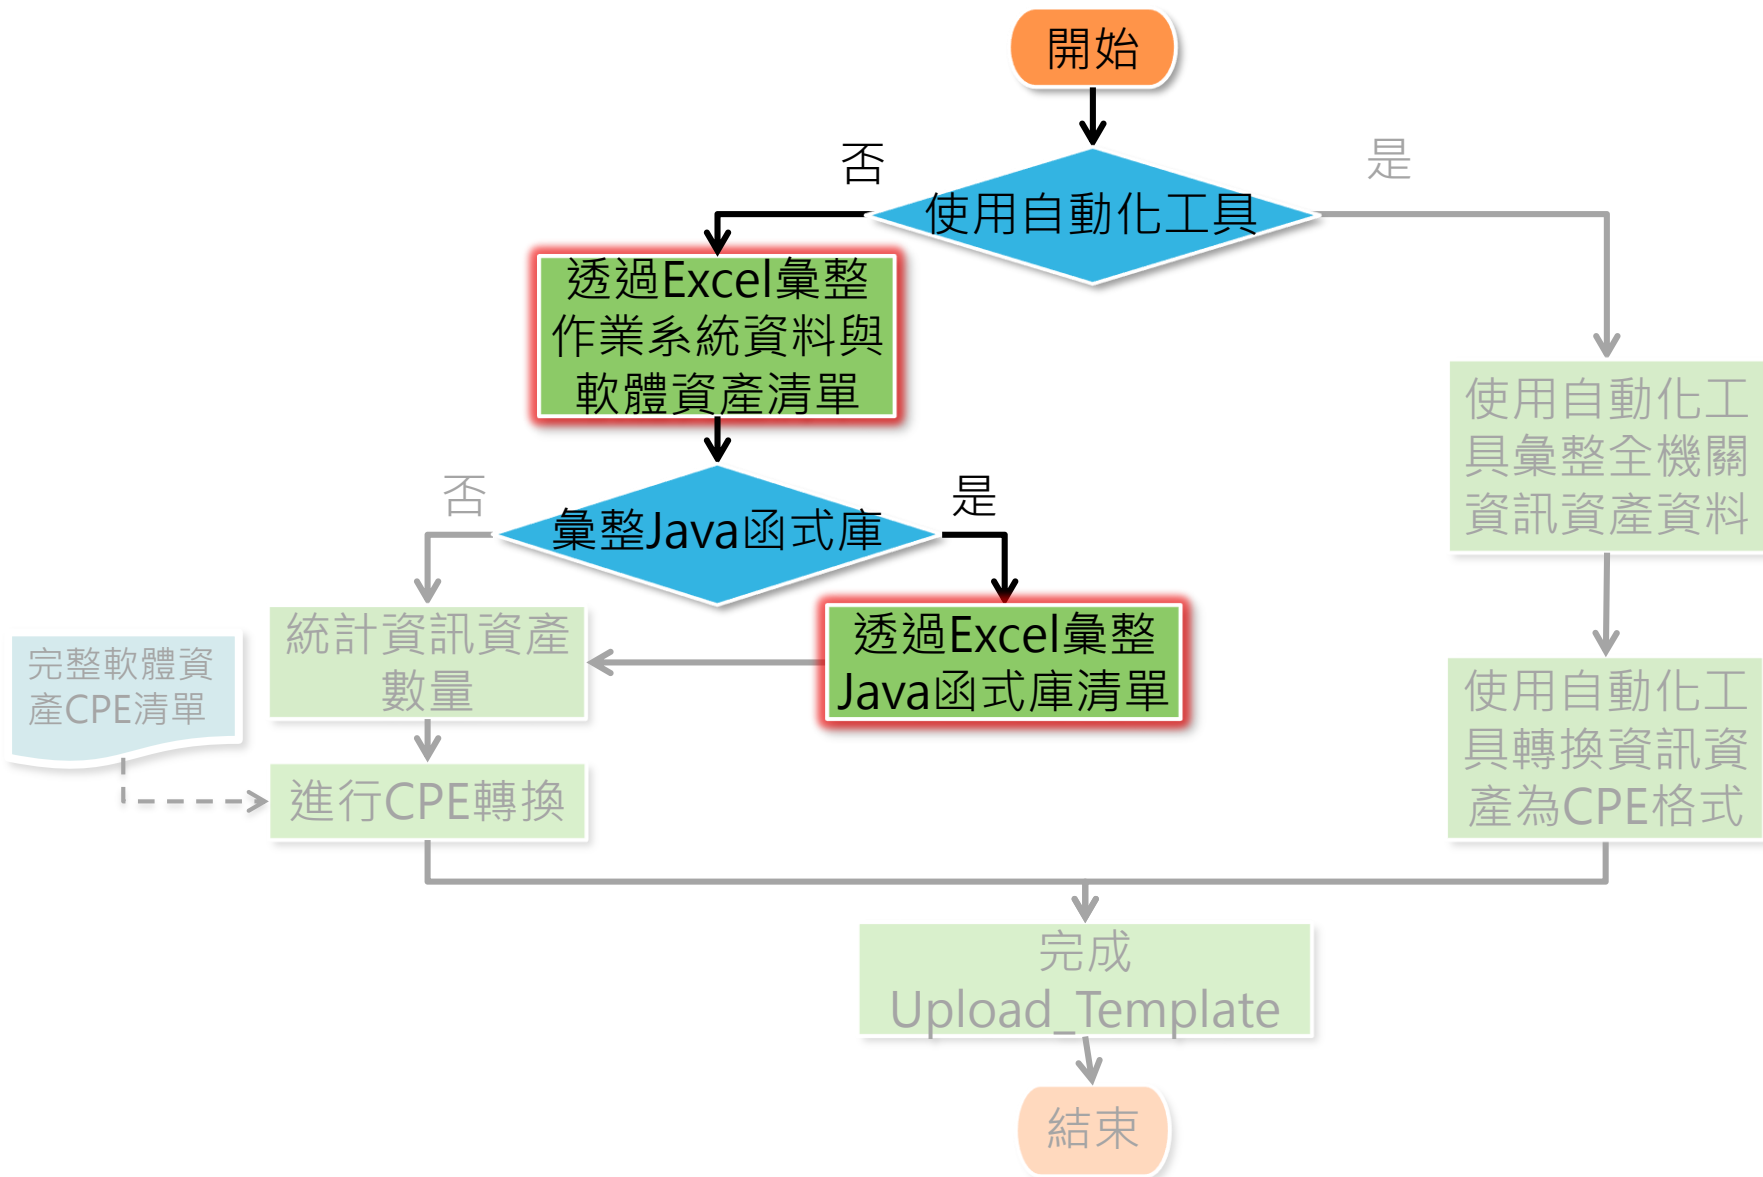 開始
否
是
使用自動化工具
透過Excel彙整
作業系統資料與
軟體資產清單
使用自動化工
具彙整全機關
資訊資產資料
否
是
彙整Java函式庫
統計資訊資產
數量
透過Excel彙整
Java函式庫清單
完整軟體資
產CPE清單
使用自動化工
具轉換資訊資
產為CPE格式
進行CPE轉換
完成
Upload_Template
結束